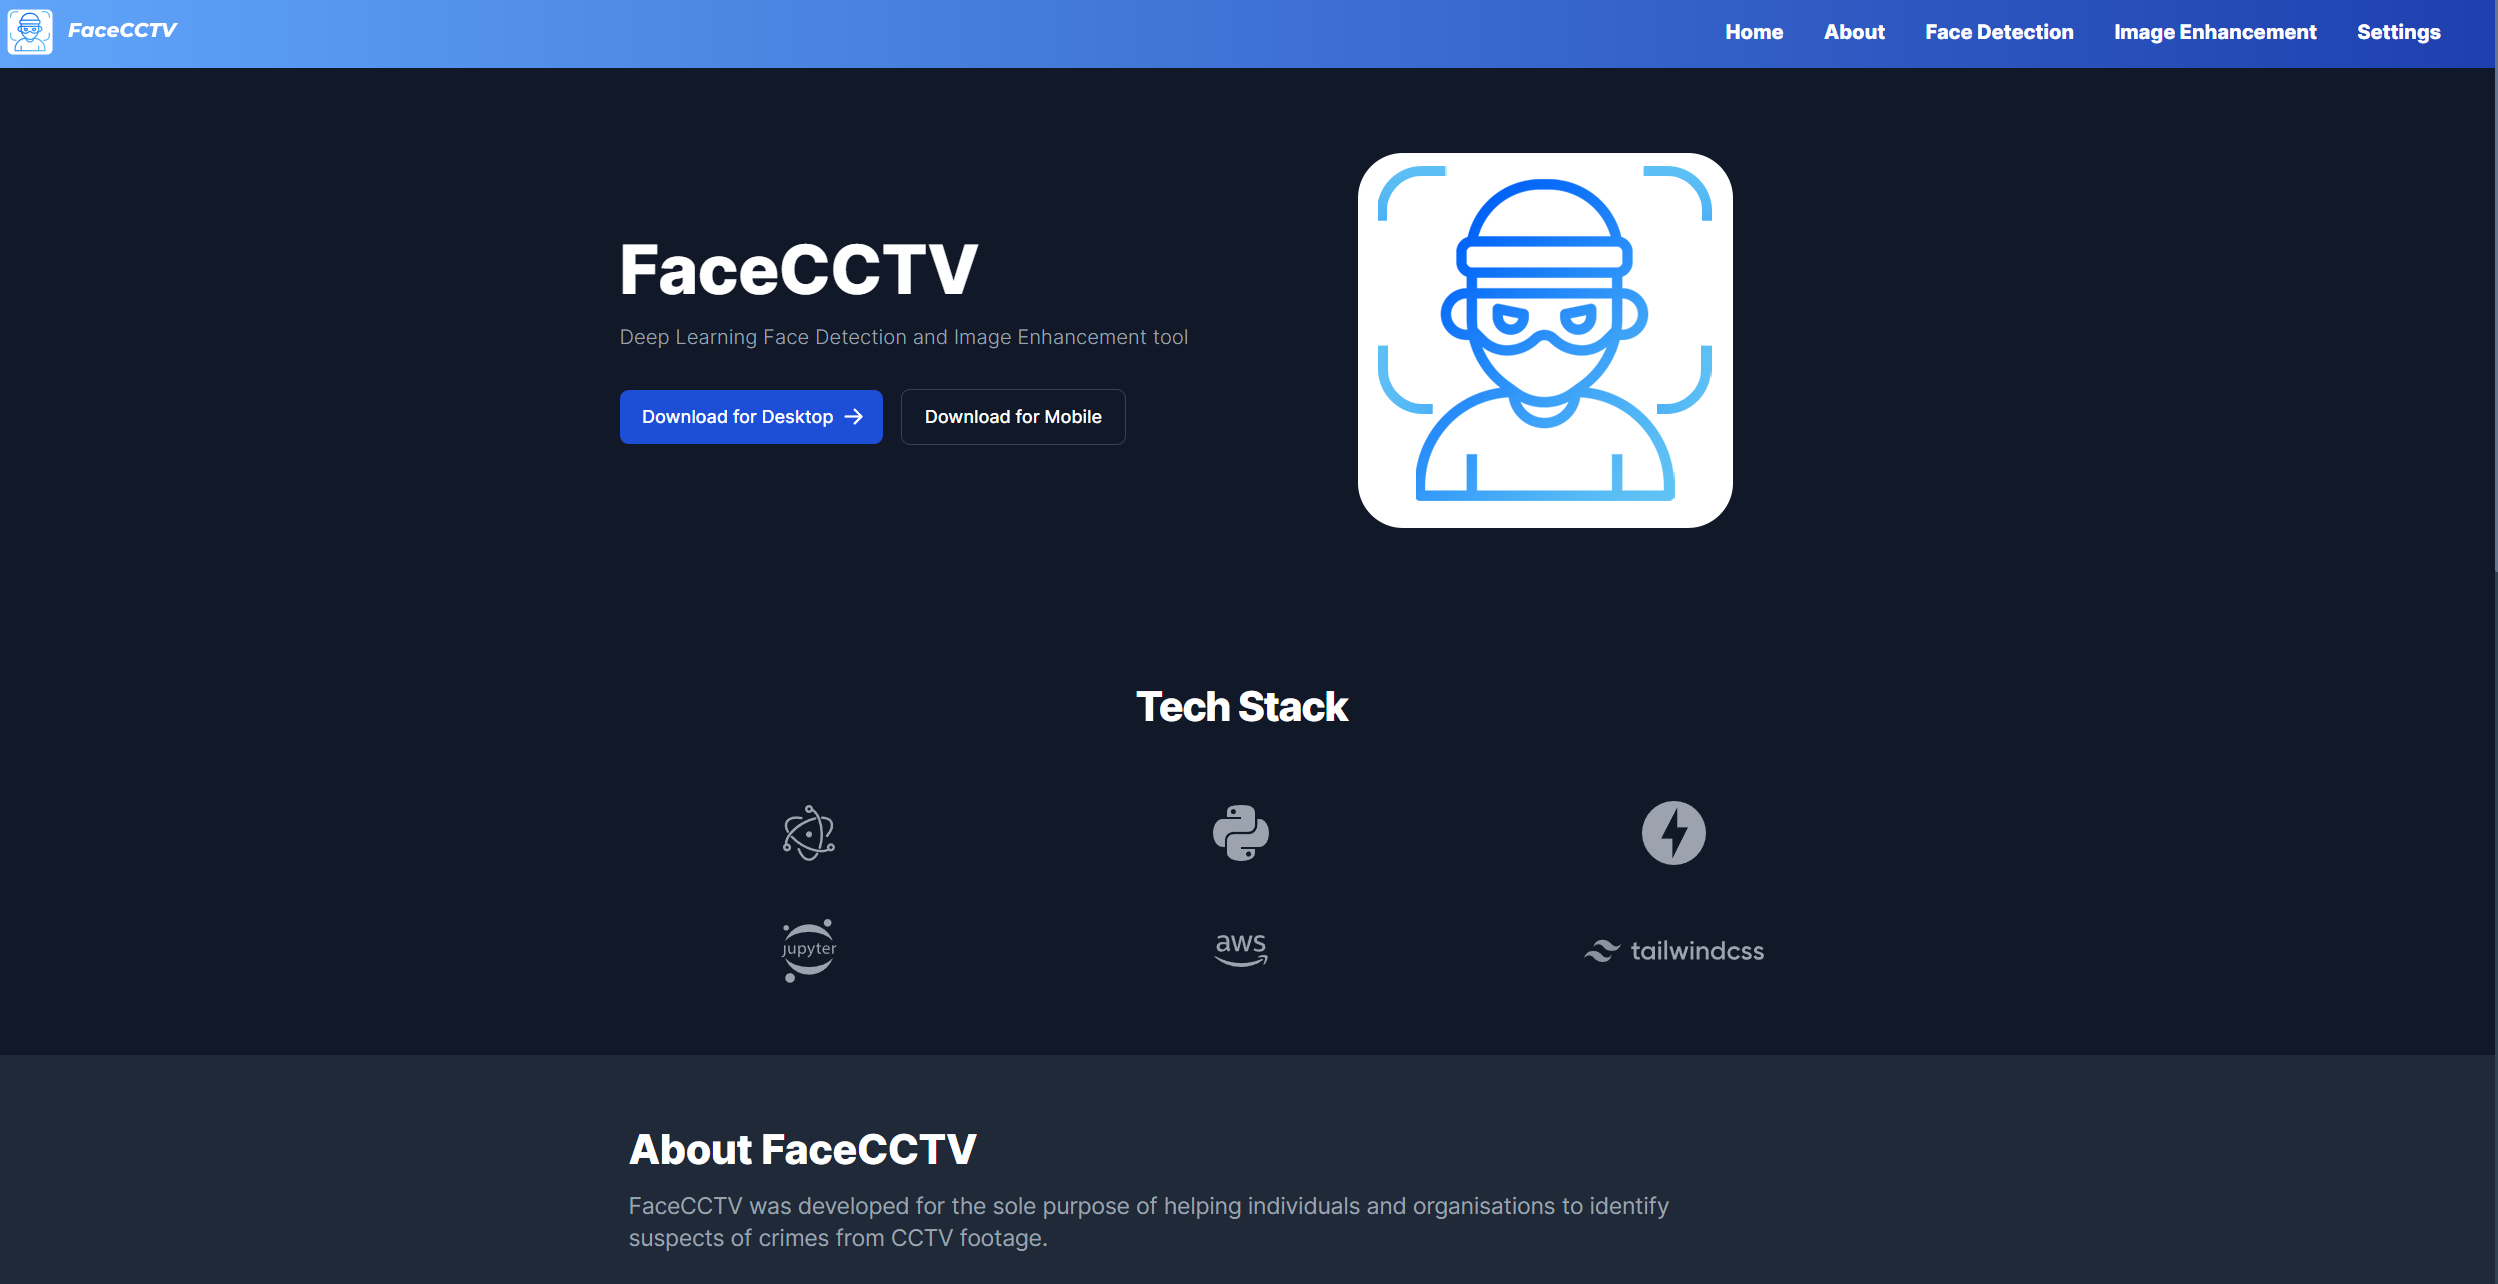 FaceCCTV
Home About Face Detection Image Enhancement Settings
FaceCCTV
Deep Learning Face Detection and Image Enhancement tool
Download for Desktop →
Download for Mobile
Tech Stack
jupyter
aws
tailwindcss
About FaceCCTV
FaceCCTV was developed for the sole purpose of helping individuals and organisations to identify
suspects of crimes from CCTV footage.